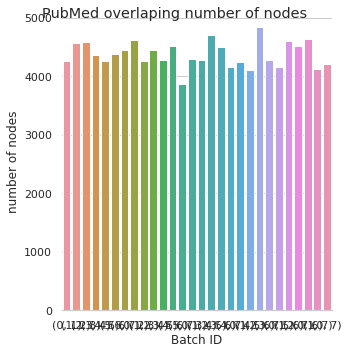 PubMed overlaping number of nodes
5000
4000
3000
2000
1000
0
number of nodes
Batch ID